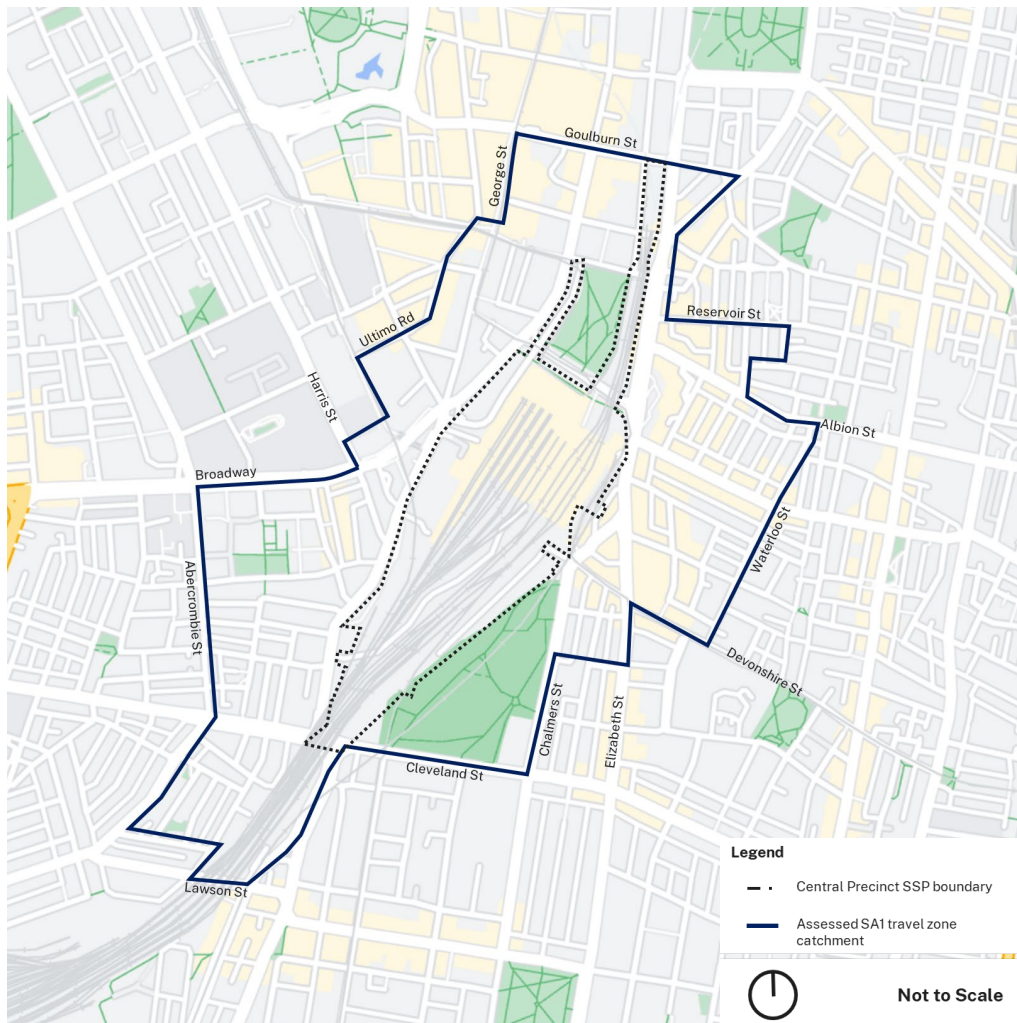 Goulburn St
George St
Reservoir St
Ultimo Rd
Harris St
Albion St
Broadway
Waterloo St
Abercrombie St
Devonshire St
Chalmers St
Elizabeth St
Cleveland St
Lawson St
Legend
Central Precinct SSP boundary
Assessed SA1 travel zone
catchment
Not to Scale